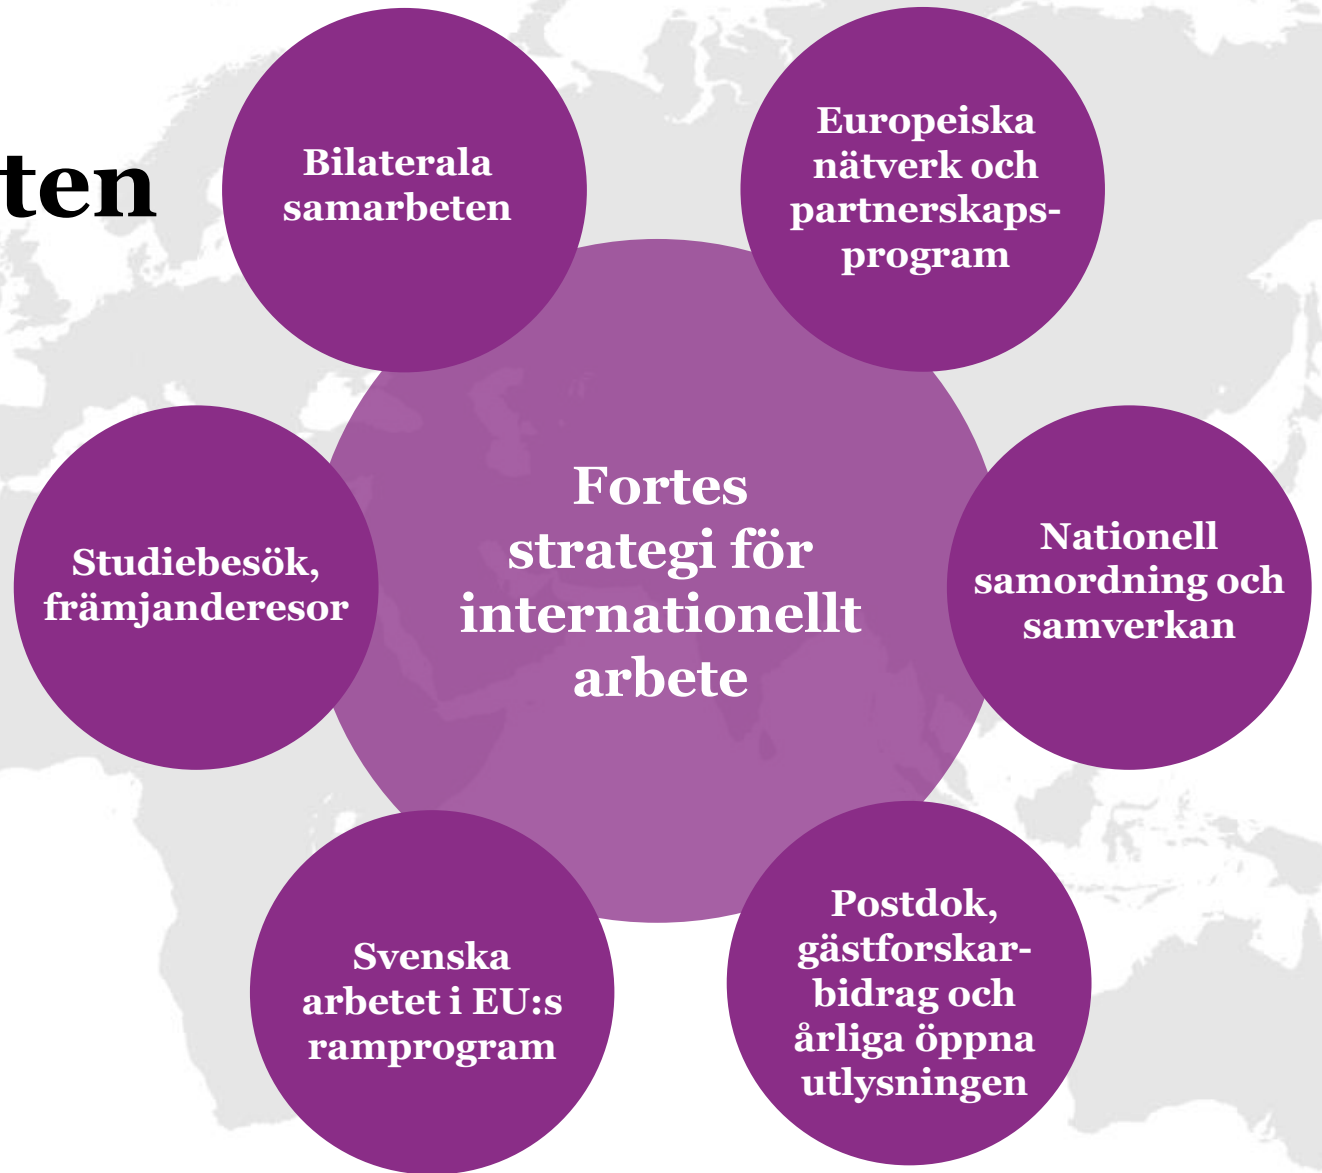 ten
Bilaterala
samarbeten
Europeiska
nätverk och
partnerskaps-
program
Studiebesök,
främjanderesor
Fortes
strategi för
internationellt
arbete
Nationell
samordning och
samverkan
Svenska
arbetet i EU:s
ramprogram
Postdok,
gästforskar-
bidrag och
årliga öppna
utlysningen